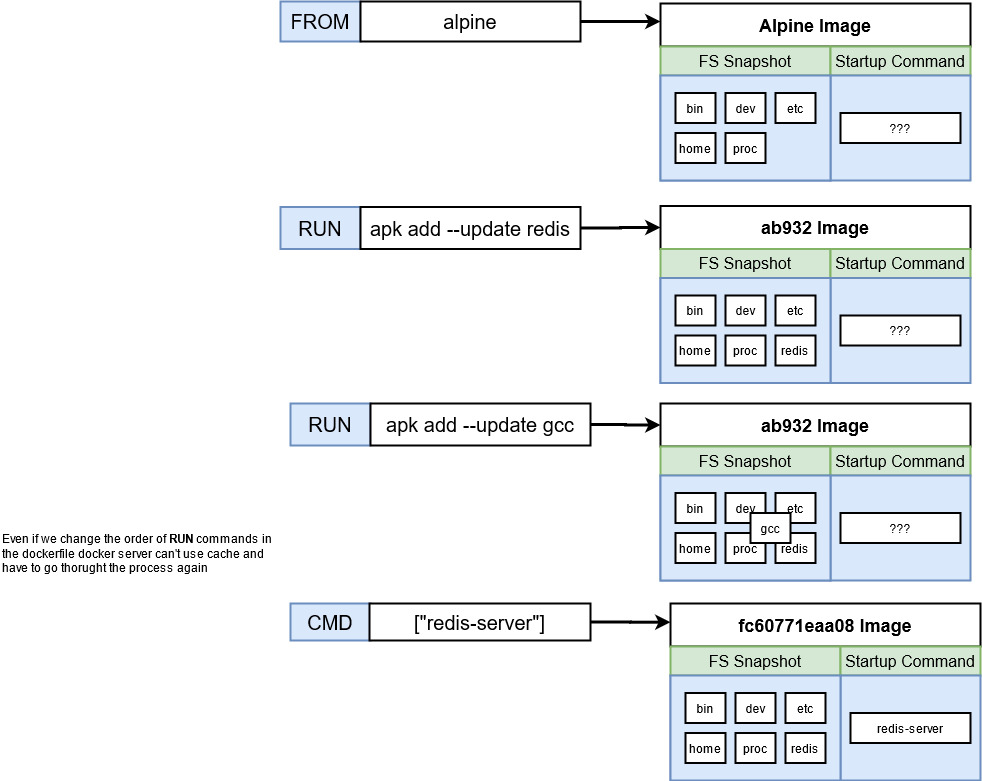 FROM alpine
Alpine Image
FS Snapshot Startup Command
bin dev etc
???
home proc
RUN apk add --update redis
ab932 Image
FS Snapshot Startup Command
bin dev etc
???
home proc redis
RUN apk add --update gcc
ab932 Image
FS Snapshot Startup Command
bin dev etc
gcc ???
home proc redis
Even if we change the order of RUN commands in
the dockerfile docker server can't use cache and
have to go thorught the process again
CMD ["redis-server"]
fc60771eaa08 Image
FS Snapshot Startup Command
bin dev etc
redis-server
home proc redis